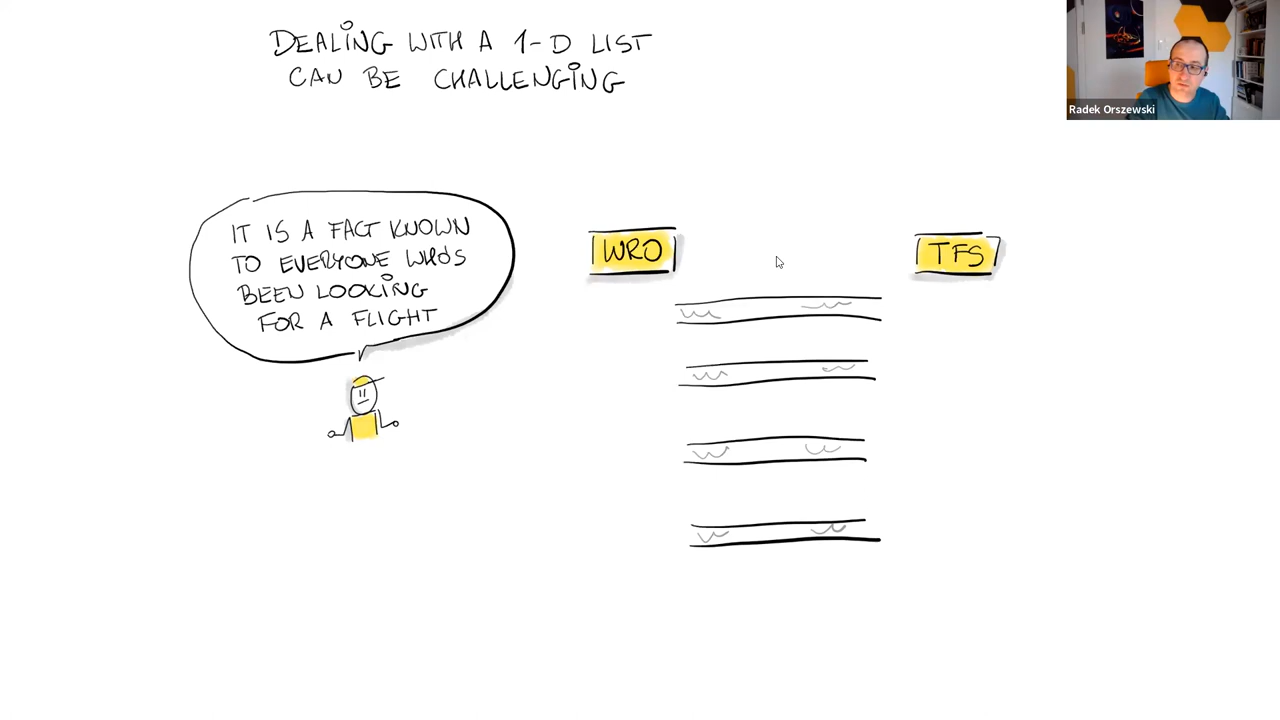 DEALING WITH A 1-D LIST
CAN BE CHALLENGING
Radek Orszewski
IT IS A FACT KNOWN
TO EVERYONE WHO'S
BEEN LOOKING
FOR A FLIGHT
WRO
TFS